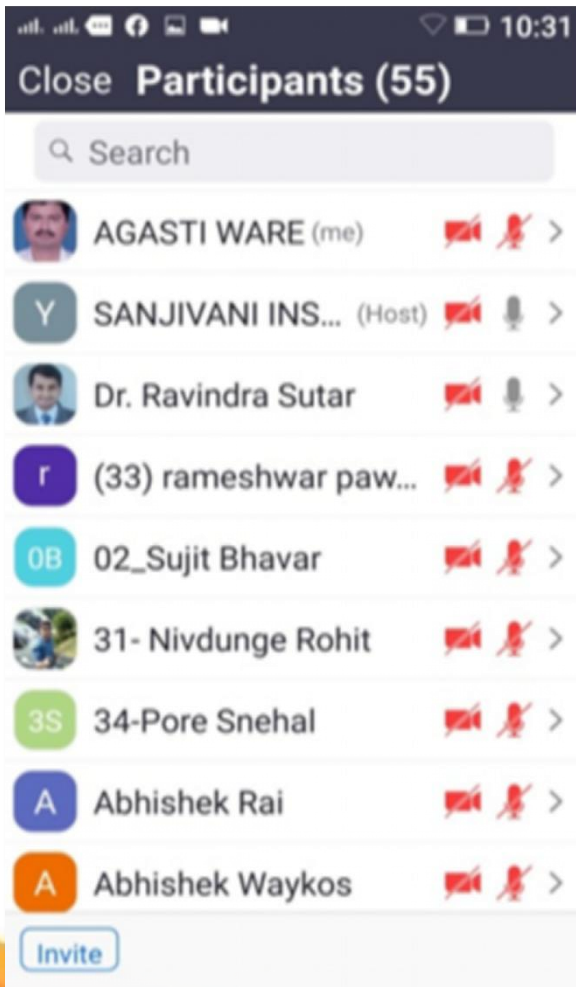 10:31
Close Participants (55)
Search
AGASTI WARE (me)
Y SANJIVANI INS... (Host)
Dr. Ravindra Sutar
r (33) rameshwar paw...
0B 02_Sujit Bhavar
31- Nivdunge Rohit
3S 34-Pore Snehal
A Abhishek Rai
A Abhishek Waykos
Invite